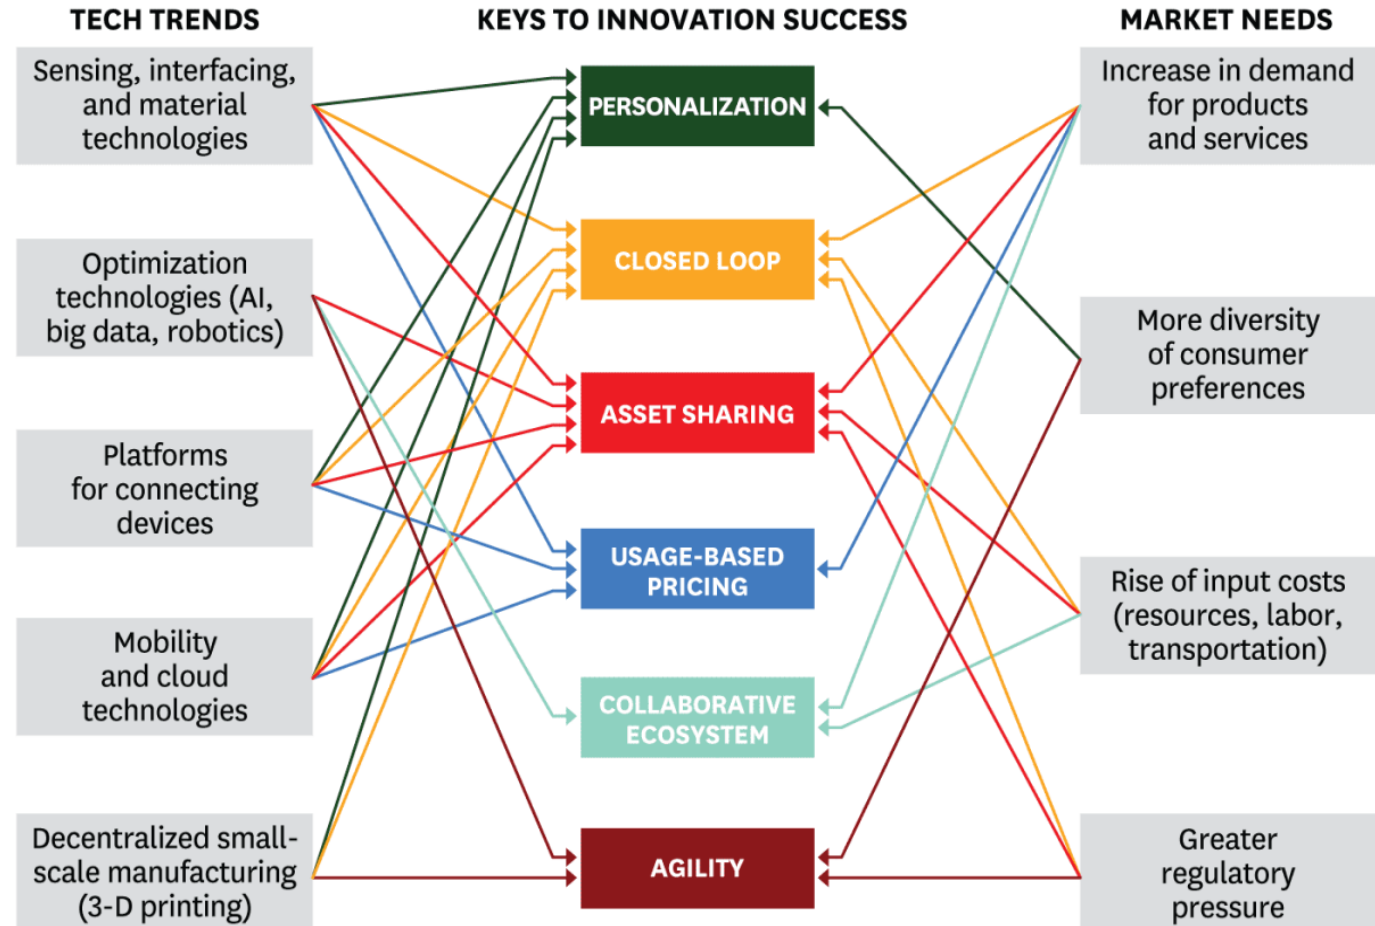 TECH TRENDS
KEYS TO INNOVATION SUCCESS
MARKET NEEDS
Sensing, interfacing,
and material
technologies
Optimization
technologies (AI,
big data, robotics)
Platforms
for connecting
devices
Mobility
and cloud
technologies
Decentralized small-
scale manufacturing
(3-D printing)
PERSONALIZATION
CLOSED LOOP
ASSET SHARING
USAGE-BASED
PRICING
COLLABORATIVE
ECOSYSTEM
AGILITY
Increase in demand
for products
and services
More diversity
of consumer
preferences
Rise of input costs
(resources, labor,
transportation)
Greater
regulatory
pressure